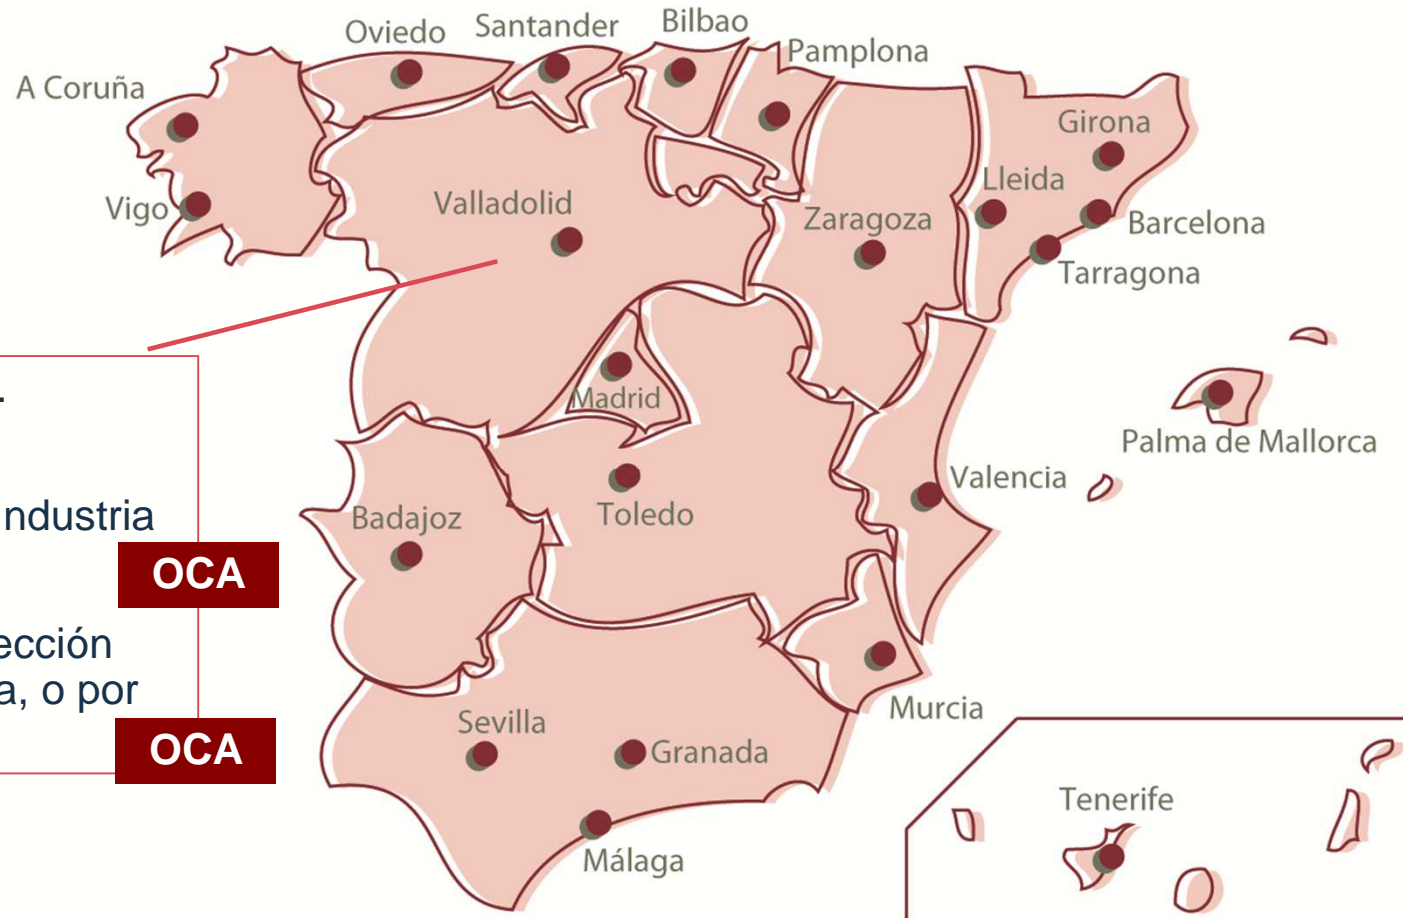 Oviedo
Santander
Bilbao
Pamplona
A Coruña
Girona
Lleida
Vigo
Valladolid
Zaragoza
Barcelona
Tarragona
Madrid
Palma de Mallorca
Valencia
Badajoz
Toledo
Murcia
Sevilla
Granada
Málaga
Tenerife
.
ndustria
OCA
ección
a, o por
OCA